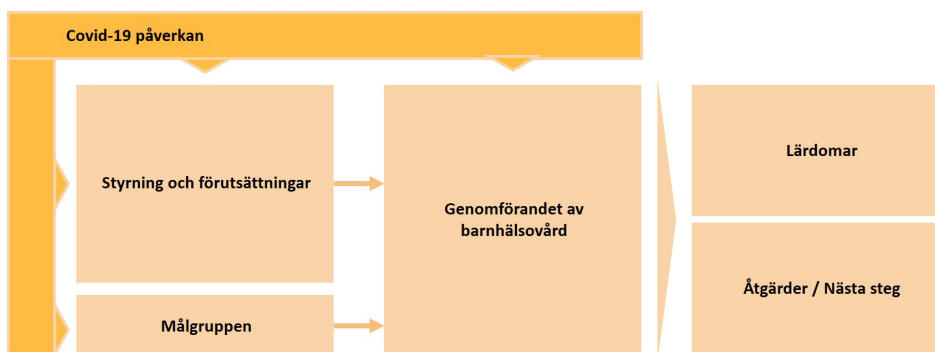 Covid-19 påverkan
Styrning och förutsättningar
Genomförandet av
barnhälsovård
Målgruppen
Lärdomar
Åtgärder / Nästa steg